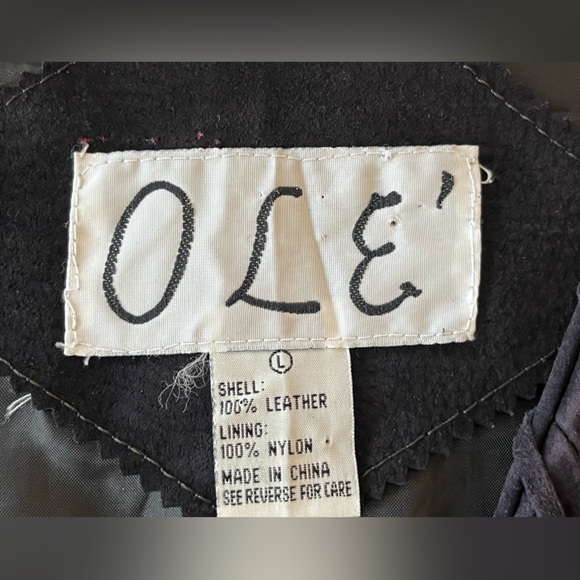 OLE'
L
SHELL:
100% LEATHER
LINING:
100% NYLON
MADE IN CHINA
SEE REVERSE FOR CARE